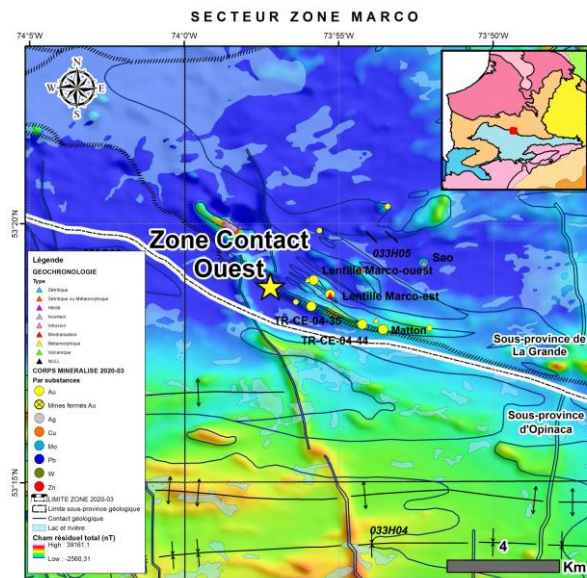 SECTEUR ZONE MARCO
74°5'O
74°0'O
73°55'O
73°50'O
N
W
E
S
53°20'N
53°15'N
Zone Contact
Ouest
033H05
Sao
Lentille Marco-ouest
Lentille Marco-est
TR-CE-04-35
Matton
TR-CE-04-44
Sous-province de
La Grande
Sous-province
d'Opinaca
033H04
4
Km
Légende
GEOCHRONOLOGIE
Type
Détritique
Détritique ou Métamorphique
Hérité
Incertain
Intrusion
Minéralisation
Métamorphique
Volcanique
NULL
CORPS MINERALISE 2020-03
Par substances
Au
Mines fermés Au
Ag
Cu
Mo
Pb
W
Zn
LIMITE ZONE 2020-03
Limite sous-province géologique
Contact géologique
Lac et rivière
Cham résiduel total (nT)
High : 39161,1
Low : -2560,31